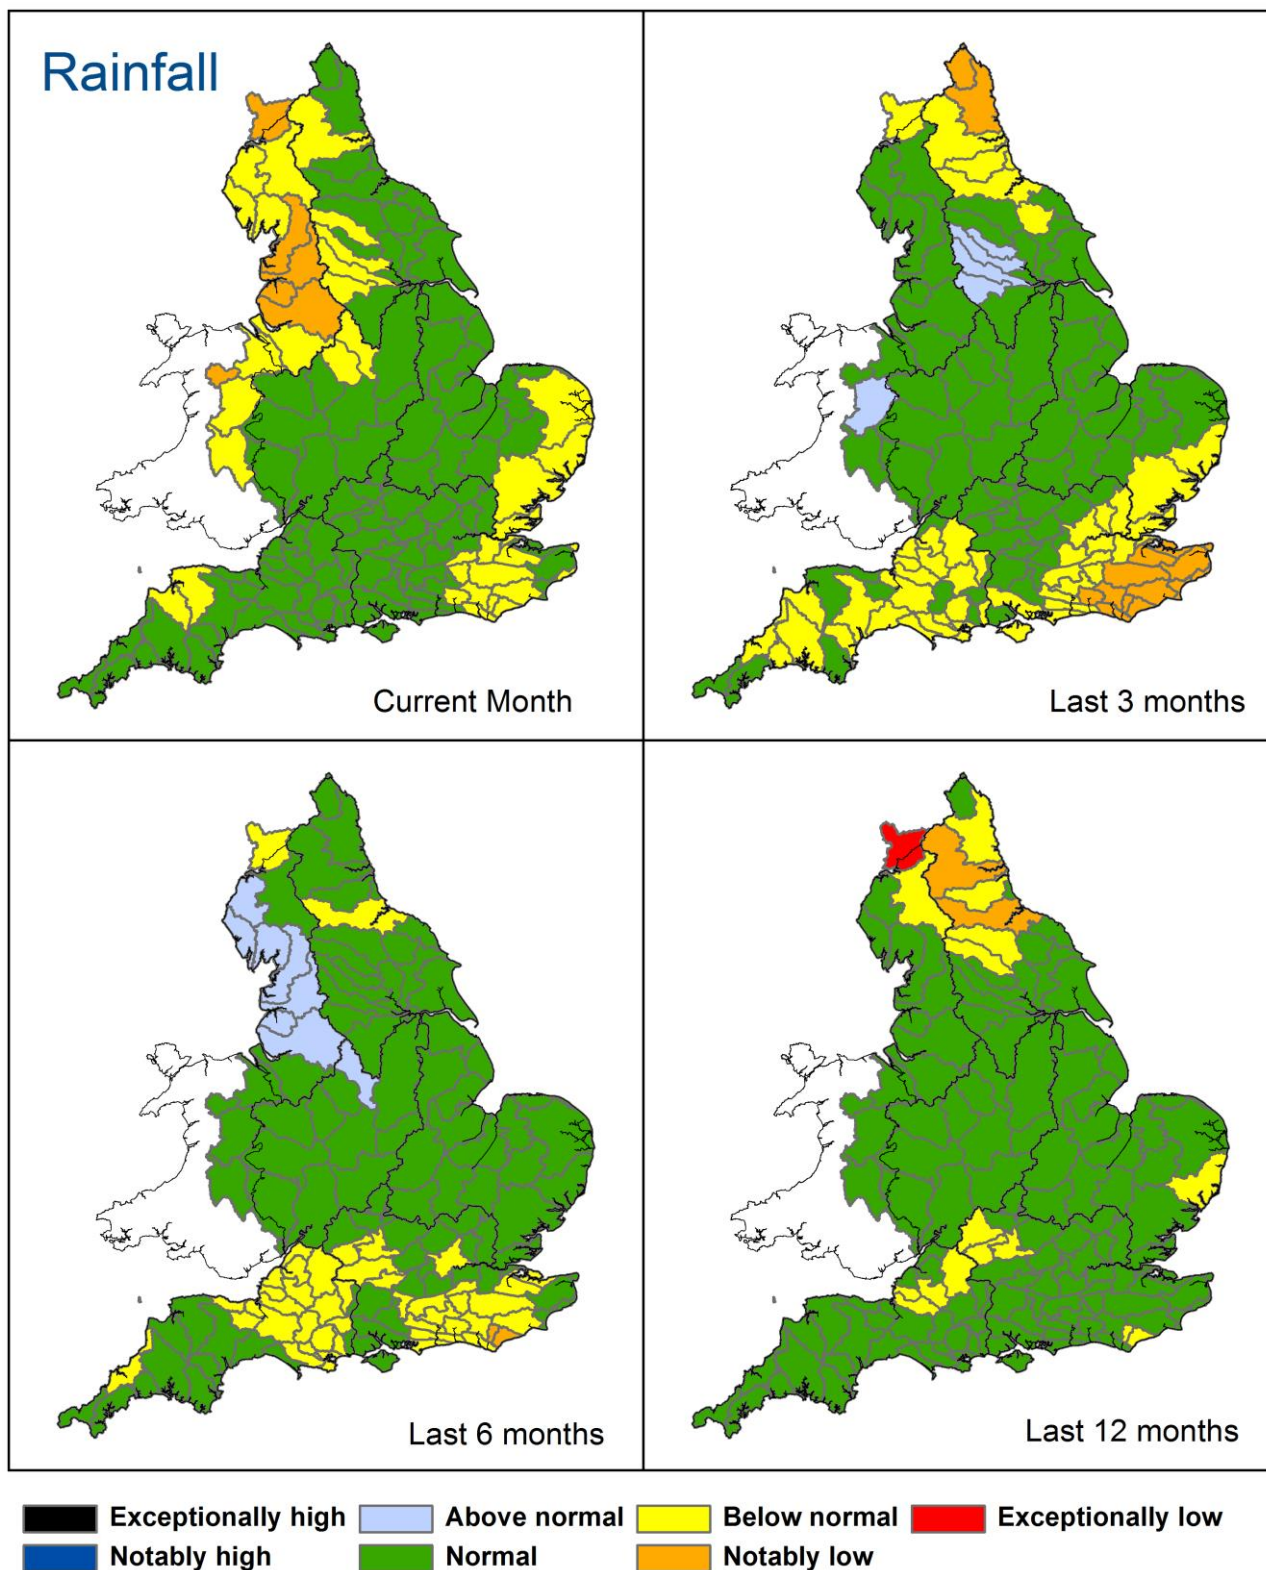 Rainfall
Current Month
Last 3 months
Last 6 months
Last 12 months
Exceptionally high
Above normal
Below normal
Exceptionally low
Notably high
Normal
Notably low